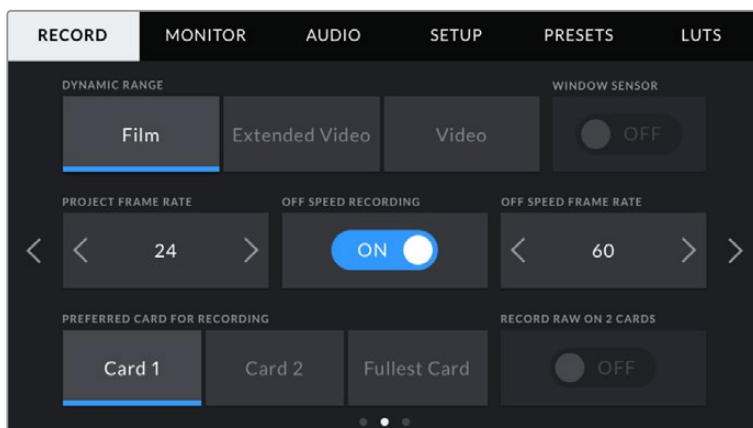 RECORD MONITOR AUDIO SETUP PRESETS LUTS
DYNAMIC RANGE WINDOW SENSOR
Film Extended Video Video OFF
PROJECT FRAME RATE OFF SPEED RECORDING OFF SPEED FRAME RATE
24 ON 60
PREFERRED CARD FOR RECORDING RECORD RAW ON 2 CARDS
Card 1 Card 2 Fullest Card OFF